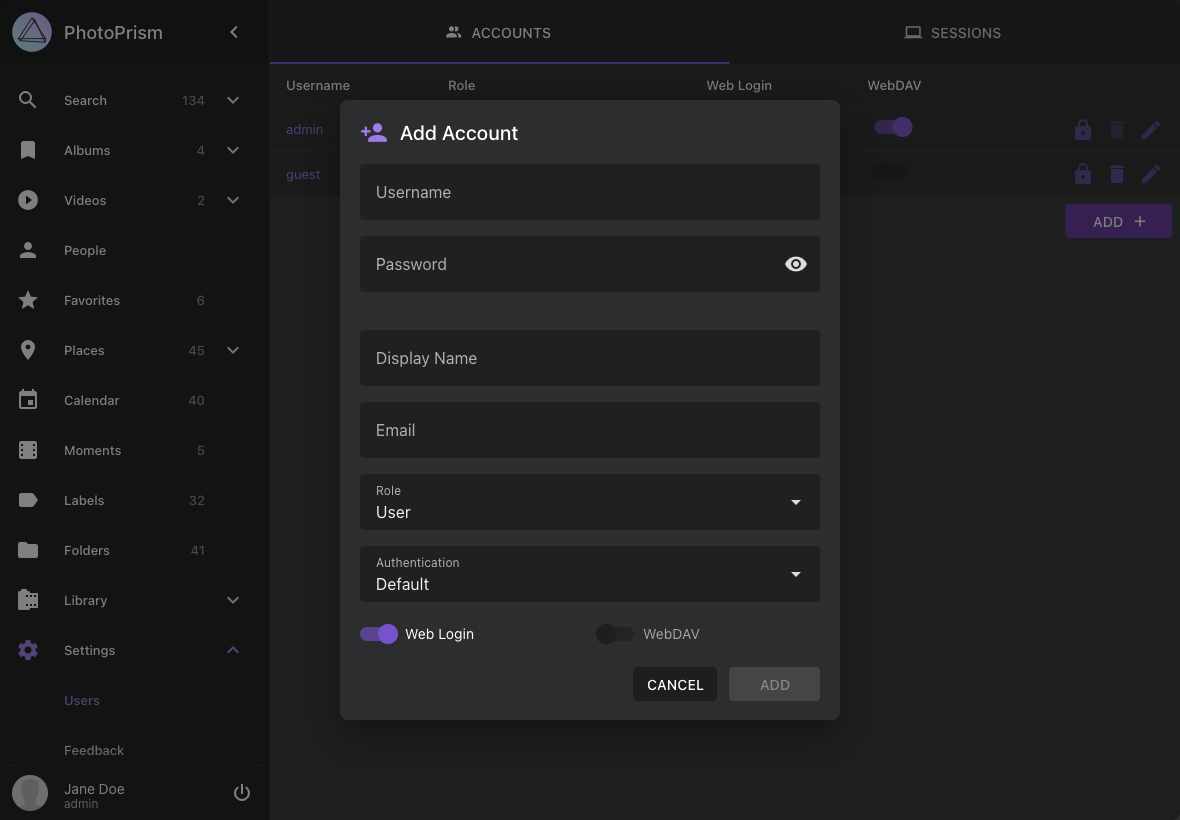 PhotoPrism
Search 134
Albums 4
Videos 2
People
Favorites 6
Places 45
Calendar 40
Moments 5
Labels 32
Folders 41
Library
Settings
Users
Feedback
Jane Doe
admin
ACCOUNTS
SESSIONS
Username Role Web Login WebDAV
admin
guest
ADD
Add Account
Username
Password
Display Name
Email
Role
User
Authentication
Default
Web Login WebDAV
CANCEL ADD